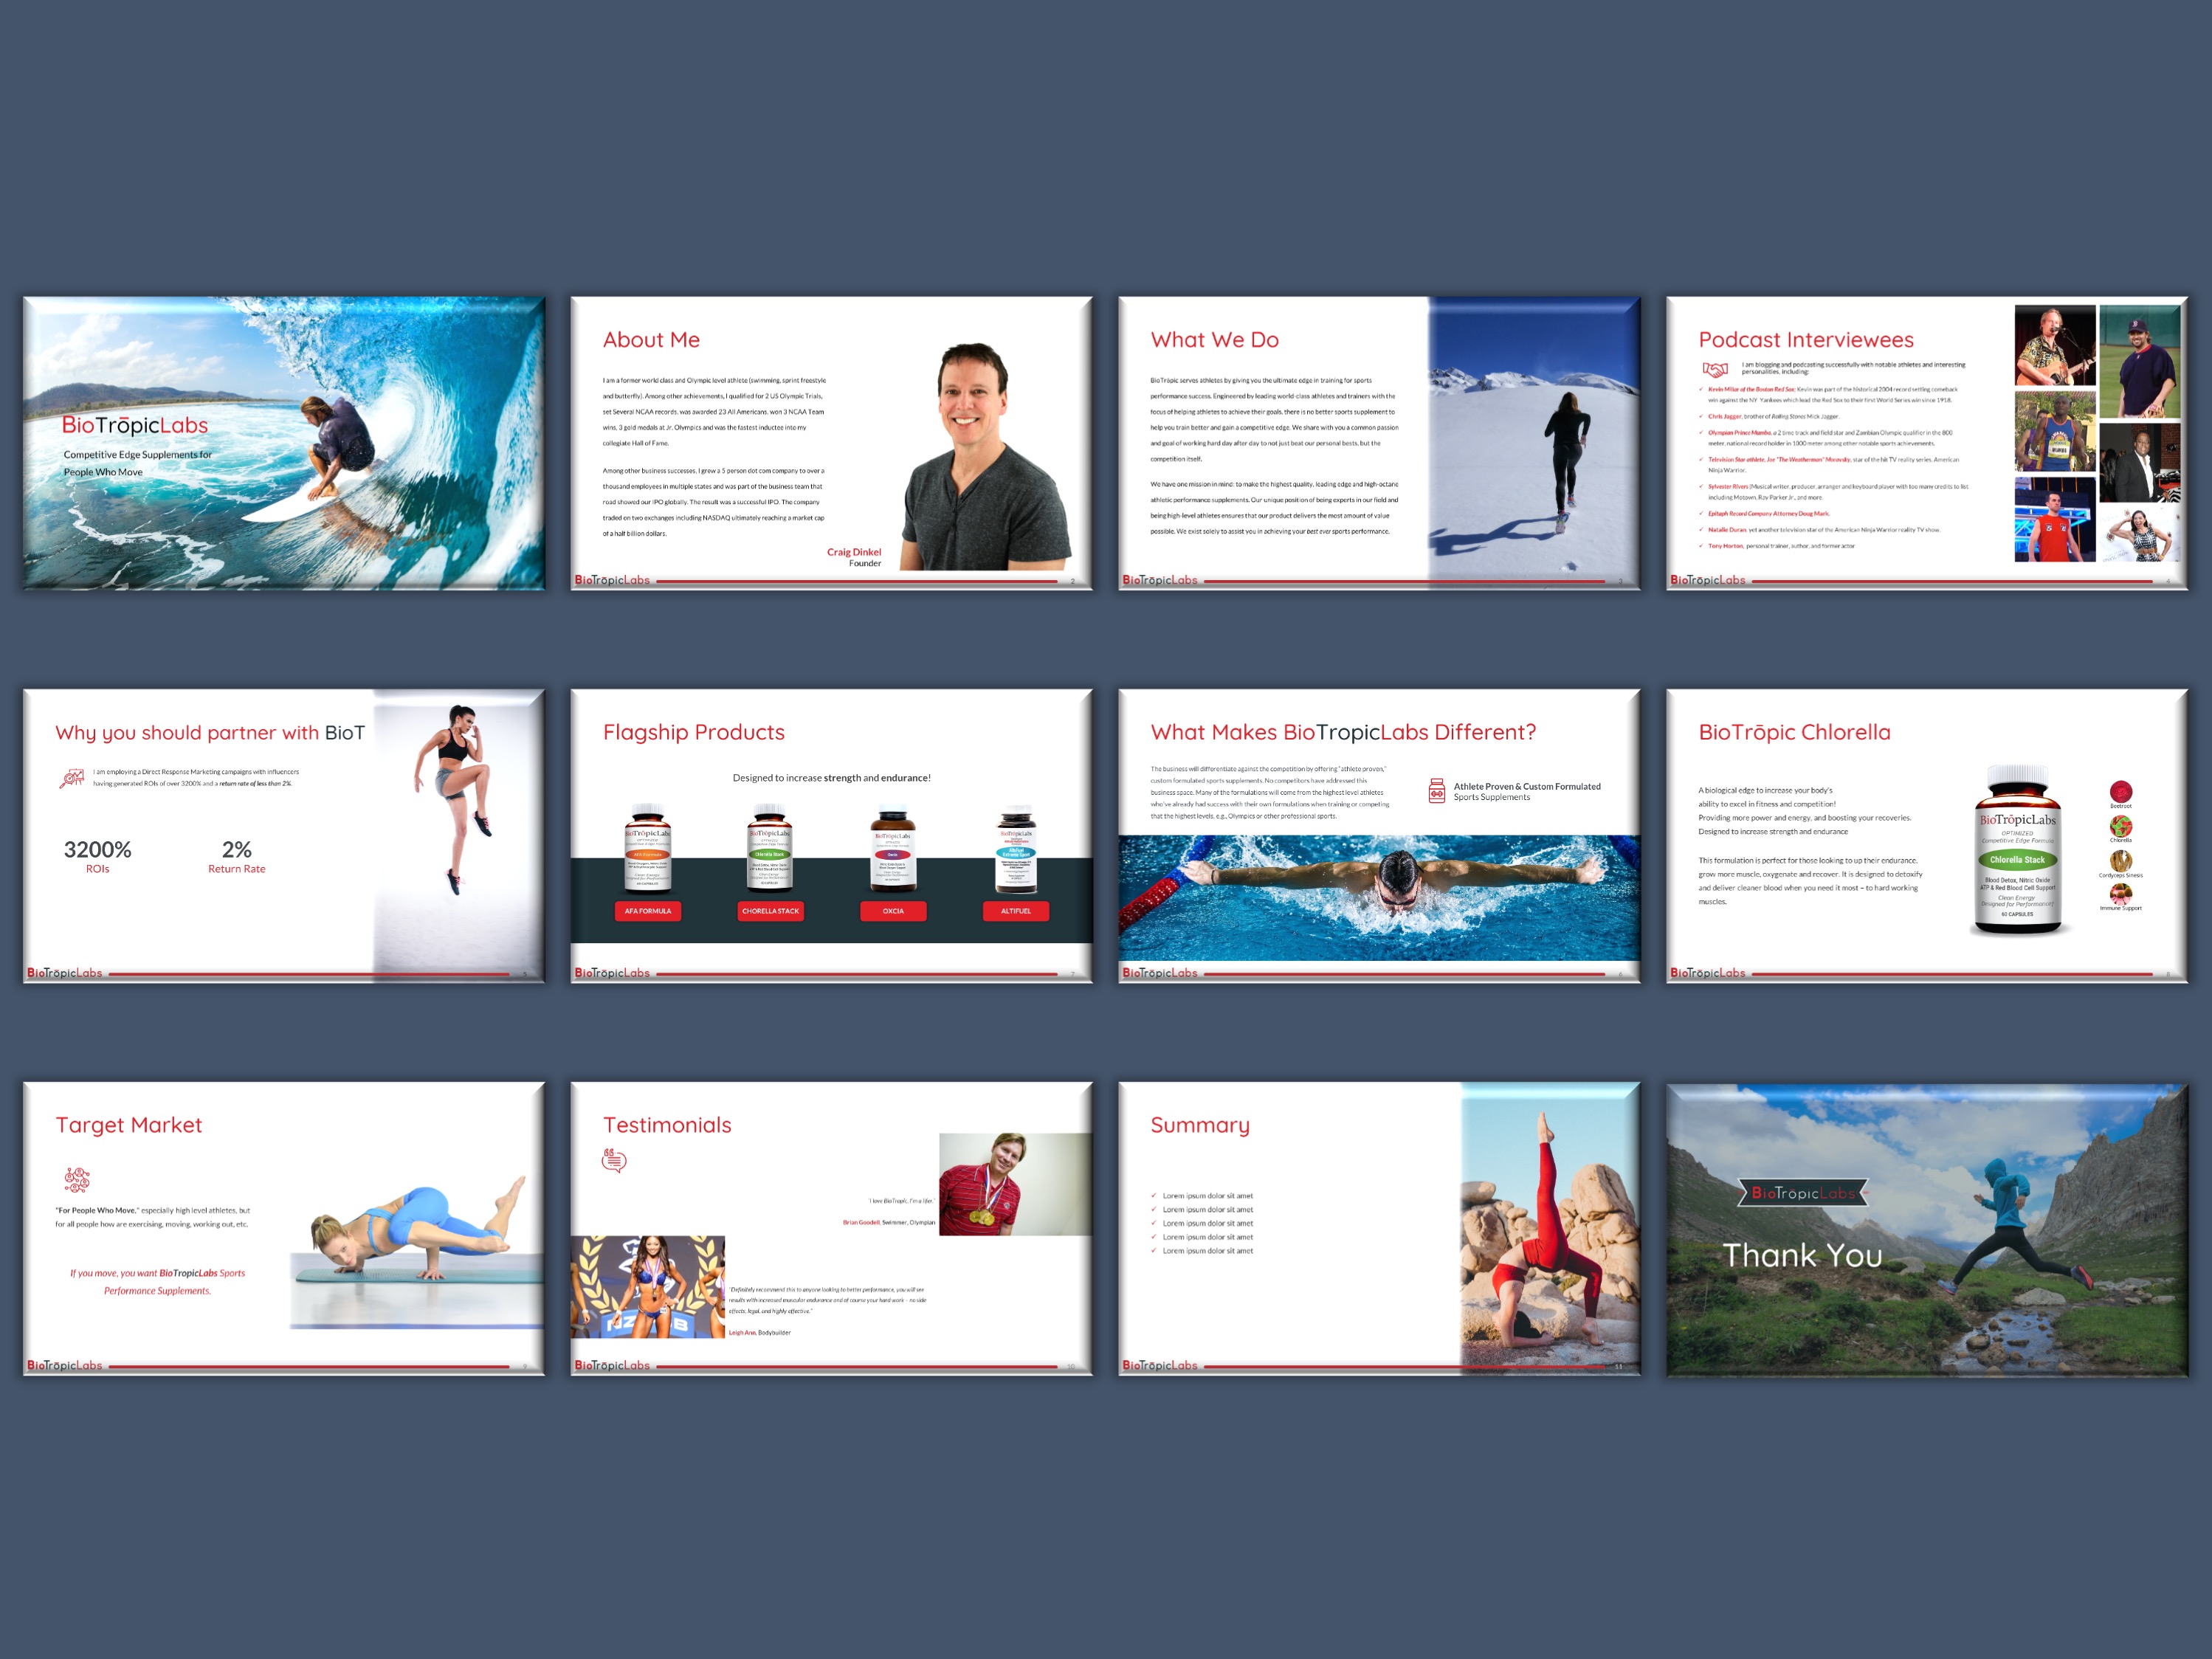 BioTrōpicLabs
Competitive Edge Supplements for
People Who Move
About Me
I am a former world class and Olympic level athlete (swimming, sprint freestyle
and butterfly). Among other achievements, I qualified for 2 US Olympic Trials,
set Several NCAA records, was awarded 23 All Americans, won 3 NCAA Team
wins, 3 gold medals at Jr. Olympics and was the fastest inductee into my
collegiate Hall of Fame.
Among other business successes, I grew a 5 person dot com company to over a
thousand employees in multiple states and was part of the business team that
road showed our IPO globally. The result was a successful IPO. The company
traded on two exchanges including NASDAQ ultimately reaching a market cap
of a half billion dollars.
Craig Dinkel
Founder
BioTrōpicLabs
2
What We Do
BioTropic serves athletes by giving you the ultimate edge in training for sports
performance success. Engineered by leading world-class athletes and trainers with the
focus of helping athletes to achieve their goals, there is no better sports supplement to
help you train better and gain a competitive edge. We share with you a common passion
and goal of working hard day after day to not just beat our personal bests, but the
competition itself.
We have one mission in mind: to make the highest quality, leading edge and high-octane
athletic performance supplements. Our unique position of being experts in our field and
being high-level athletes ensures that our product delivers the most amount of value
possible. We exist solely to assist you in achieving your best ever sports performance.
BioTrōpicLabs
3
Podcast Interviewees
I am blogging and podcasting successfully with notable athletes and interesting
personalities, including:
✓ Kevin Millar of the Boston Red Sox; Kevin was part of the historical 2004 record setting comeback
win against the NY Yankees which lead the Red Sox to their first World Series win since 1918.
✓ Chris Jagger, brother of Rolling Stones Mick Jagger.
✓ Olympian Prince Mumba, a 2 time track and field star and Zambian Olympic qualifier in the 800
meter, national record holder in 1000 meter among other notable sports achievements.
✓ Television Star athlete, Joe "The Weatherman" Moravsky, star of the hit TV reality series, American
Ninja Warrior.
✓ Sylvester Rivers (Musical writer, producer, arranger and keyboard player with too many credits to list
including Motown, Ray Parker Jr., and more.
✓ Epitaph Record Company Attorney Doug Mark.
✓ Natalie Duran, yet another television star of the American Ninja Warrior reality TV show.
✓ Tony Horton, personal trainer, author, and former actor
BioTrōpicLabs
4
Why you should partner with BioT
I am employing a Direct Response Marketing campaigns with influencers
having generated ROIs of over 3200% and a return rate of less than 2%.
3200%
ROIs
2%
Return Rate
BioTrōpicLabs
5
Flagship Products
Designed to increase strength and endurance!
BioTrōpicLabs
AFA Formula
BioTrōpicLabs
Chlorella Stack
BioTrōpicLabs
Oxcia
AFA FORMULA
CHORELLA STACK
OXCIA
ALTIFUEL
BioTrōpicLabs
7
What Makes BioTropicLabs Different?
The business will differentiate against the competition by offering "athlete proven,"
custom formulated sports supplements. No competitors have addressed this
business space. Many of the formulations will come from the highest level athletes
who've already had success with their own formulations when training or competing
that the highest levels, e.g., Olympics or other professional sports.
Athlete Proven & Custom Formulated
Sports Supplements
BioTrōpicLabs
6
BioTrōpic Chlorella
A biological edge to increase your body's
ability to excel in fitness and competition!
Providing more power and energy, and boosting your recoveries.
Designed to increase strength and endurance
This formulation is perfect for those looking to up their endurance,
grow more muscle, oxygenate and recover. It is designed to detoxify
and deliver cleaner blood when you need it most – to hard working
muscles.
BioTrōpicLabs
OPTIMIZED
Competitive Edge Formula
Chlorella Stack
Blood Detox, Nitric Oxide
ATP & Red Blood Cell Support
Clean Energy
Designed for Performance
60 CAPSULES
Beetroot
Chlorella
Cordyceps Sinesis
Immune Support
BioTrōpicLabs
8
Target Market
"For People Who Move," especially high level athletes, but
for all people how are exercising, moving, working out, etc.
If you move, you want BioTropicLabs Sports
Performance Supplements.
BioTrōpicLabs
9
Testimonials
"I love BioTropic, I'm a lifer."
Brian Goodell, Swimmer, Olympian
"Definitely recommend this to anyone looking to better performance, you will see
results with increased muscular endurance and of course your hard work – no side
effects, legal, and highly effective."
Leigh Ann, Bodybuilder
BioTrōpicLabs
10
Summary
✓ Lorem ipsum dolor sit amet
✓ Lorem ipsum dolor sit amet
✓ Lorem ipsum dolor sit amet
✓ Lorem ipsum dolor sit amet
✓ Lorem ipsum dolor sit amet
BioTrōpicLabs
11
BioTrōpicLabs
Thank You